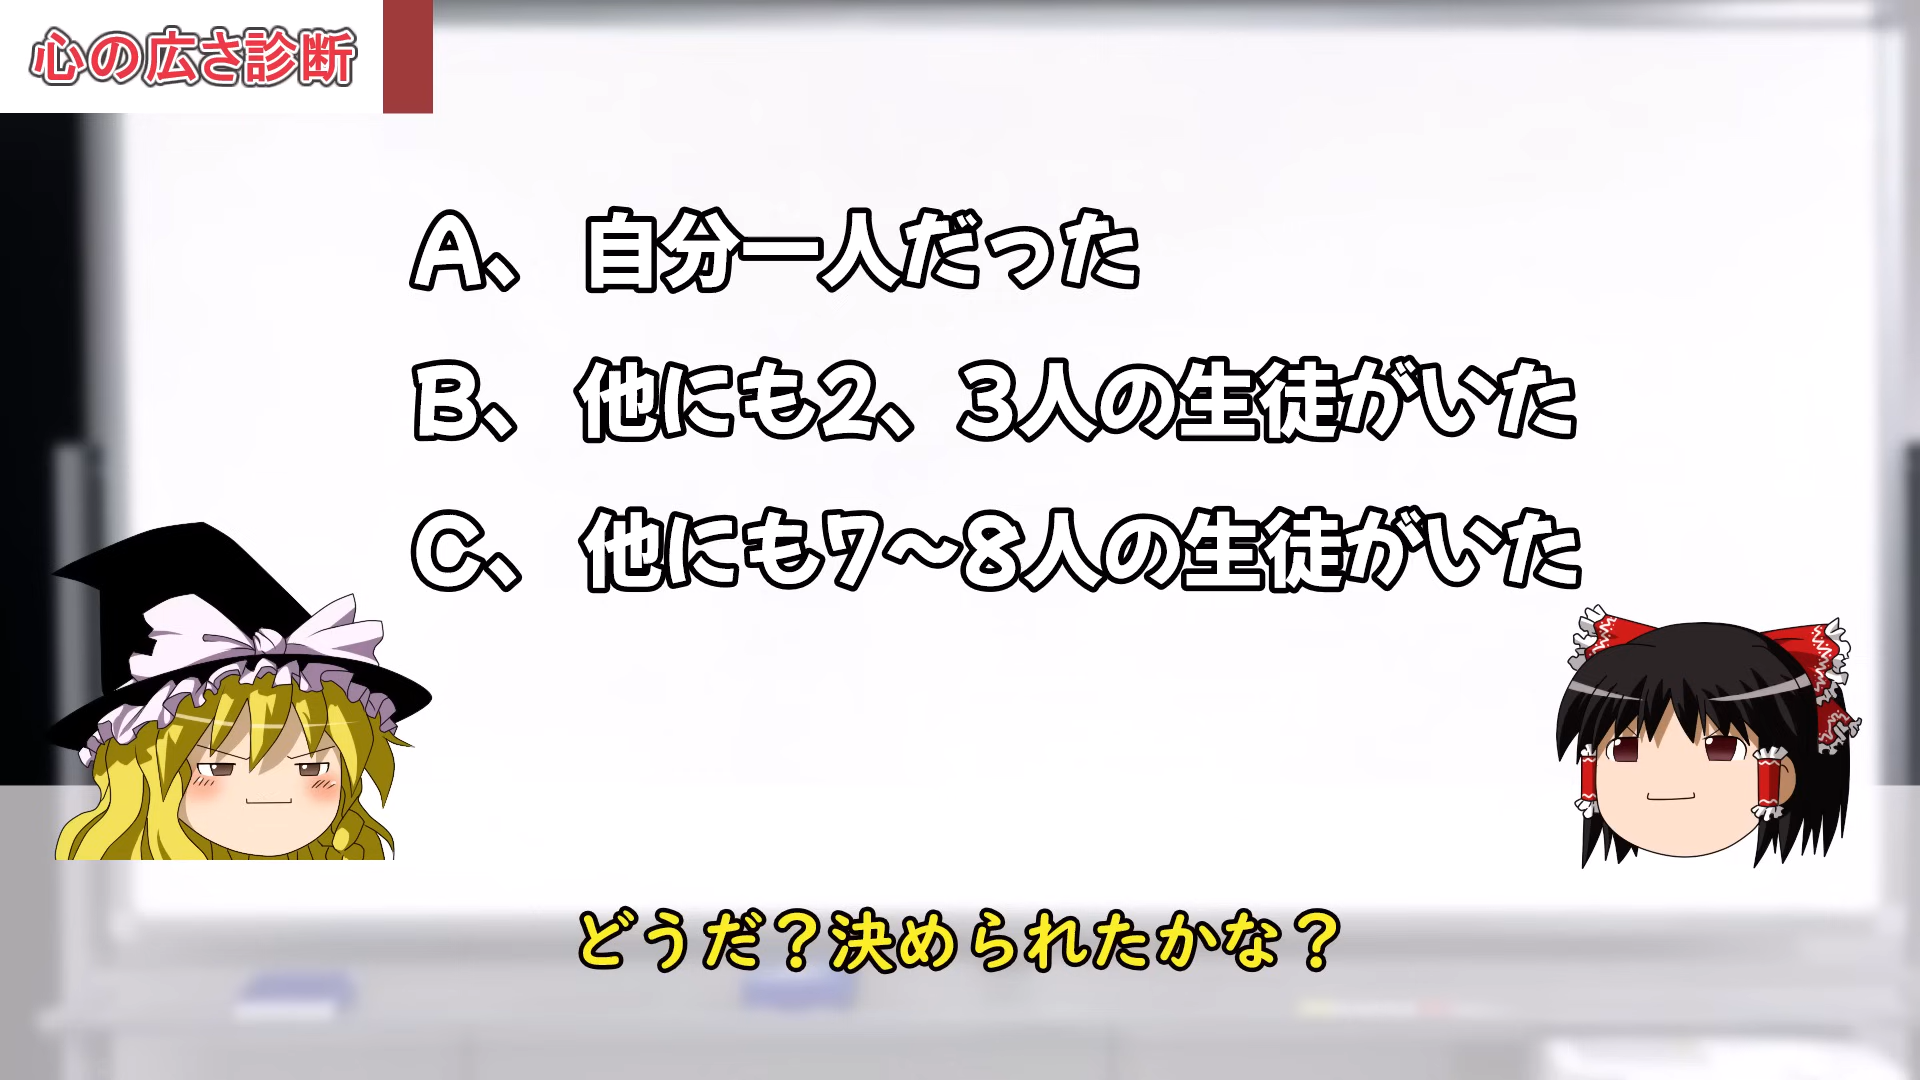 心の広さ診断
A、 自分一人だった
B、 他にも2、3人の生徒がいた
C、 他にも7～8人の生徒がいた
どうだ？決められたかな？